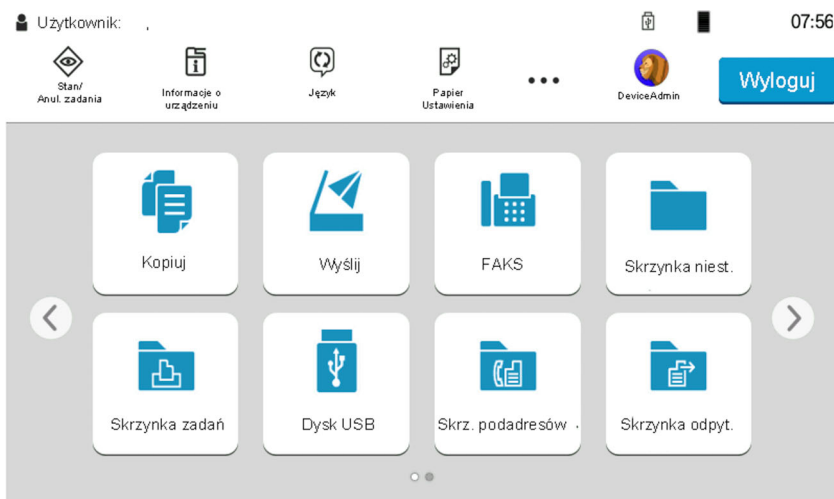 Użytkownik: ,
07:56
Stan/
Anul. zadania
Informacje o
urządzeniu
Język
Papier
Ustawienia
DeviceAdmin
Wyloguj
Kopiuj
Wyślij
FAKS
Skrzynka niest.
Skrzynka zadań
Dysk USB
Skrz. podadresów
Skrzynka odpyt.